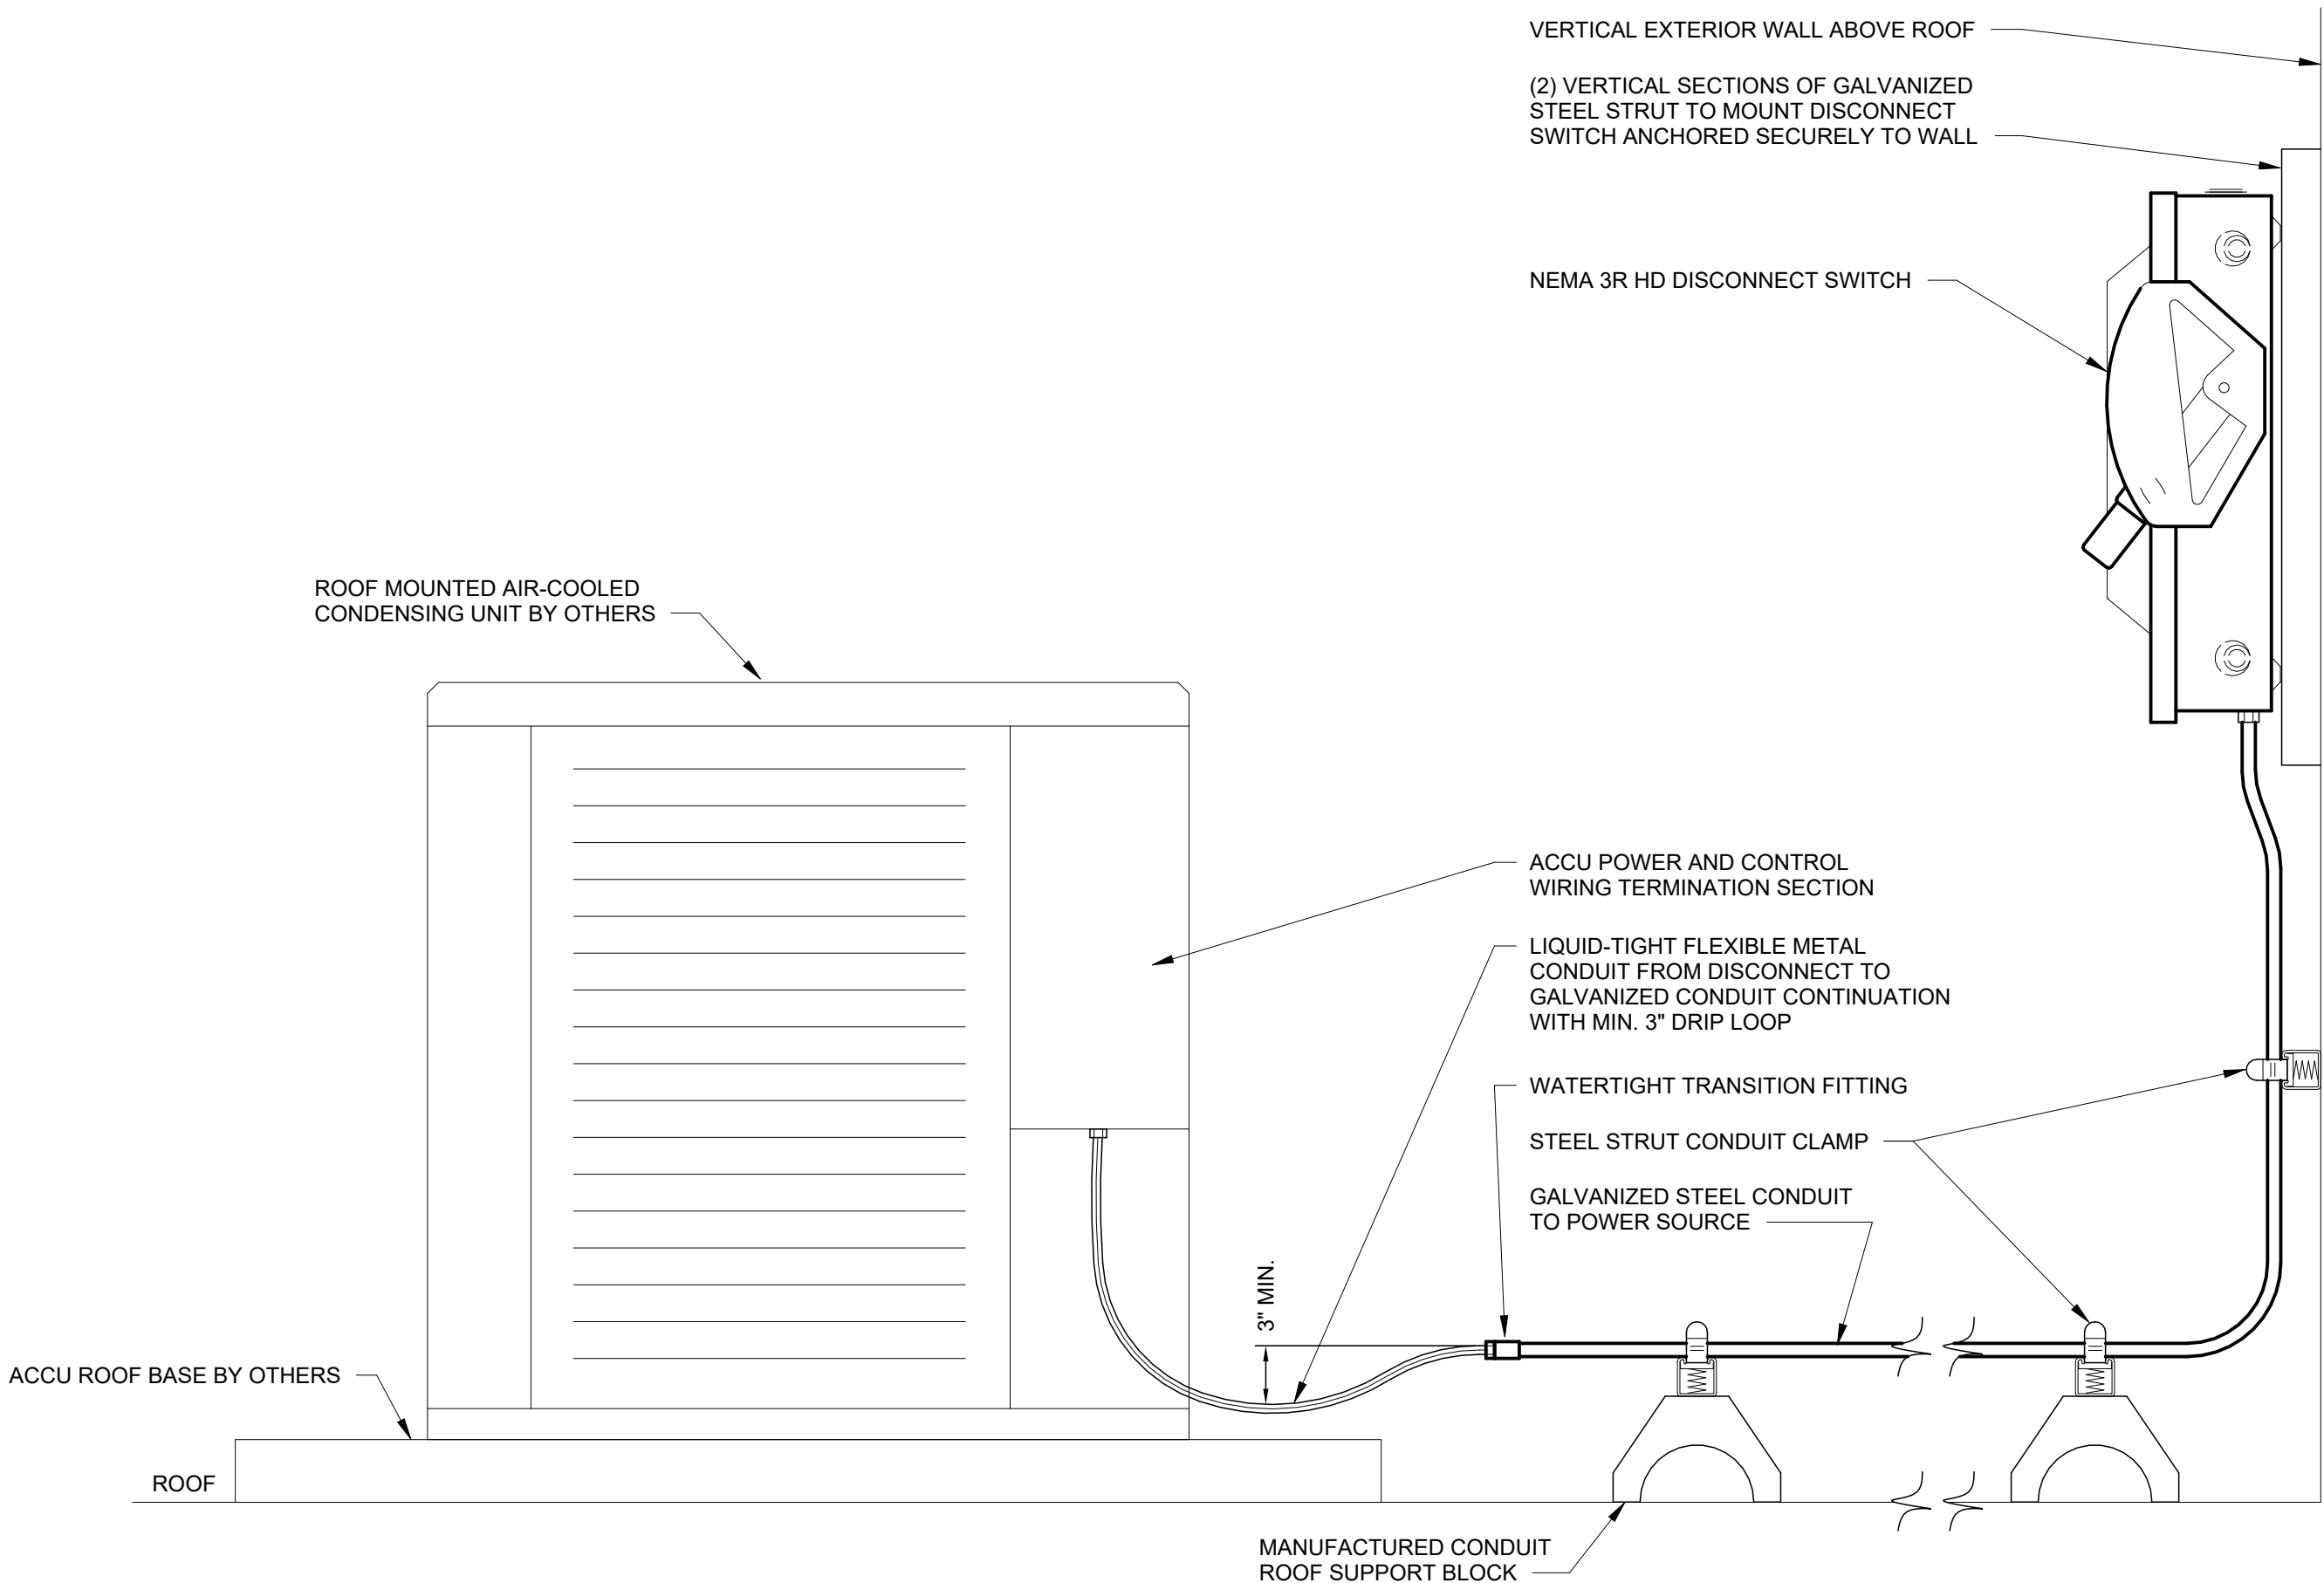 VERTICAL EXTERIOR WALL ABOVE ROOF
(2) VERTICAL SECTIONS OF GALVANIZED
STEEL STRUT TO MOUNT DISCONNECT
SWITCH ANCHORED SECURELY TO WALL
NEMA 3R HD DISCONNECT SWITCH
ROOF MOUNTED AIR-COOLED
CONDENSING UNIT BY OTHERS
ACCU POWER AND CONTROL
WIRING TERMINATION SECTION
LIQUID-TIGHT FLEXIBLE METAL
CONDUIT FROM DISCONNECT TO
GALVANIZED CONDUIT CONTINUATION
WITH MIN. 3" DRIP LOOP
WATERTIGHT TRANSITION FITTING
STEEL STRUT CONDUIT CLAMP
GALVANIZED STEEL CONDUIT
TO POWER SOURCE
3" MIN.
ACCU ROOF BASE BY OTHERS
ROOF
MANUFACTURED CONDUIT
ROOF SUPPORT BLOCK